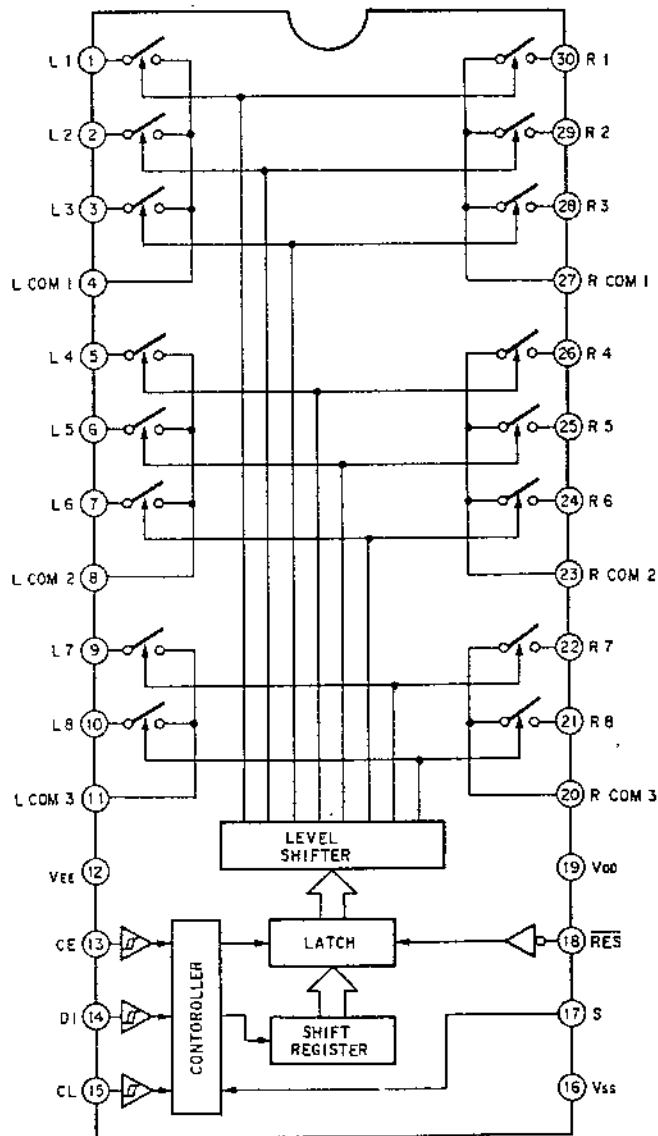 L 1 1 30 R 1
L 2 2 29 R 2
L 3 3 28 R 3
L COM 1 4 27 R COM 1
L 4 5 26 R 4
L 5 6 25 R 5
L 6 7 24 R 6
L COM 2 8 23 R COM 2
L 7 9 22 R 7
L 8 10 21 R 8
L COM 3 11 20 R COM 3
LEVEL
SHIFTER
VEE 12 19 VDD
CE 13 LATCH 18 RES
CONTOROLLER
DI 14 SHIFT 17 S
REGISTER
CL 15 16 VSS